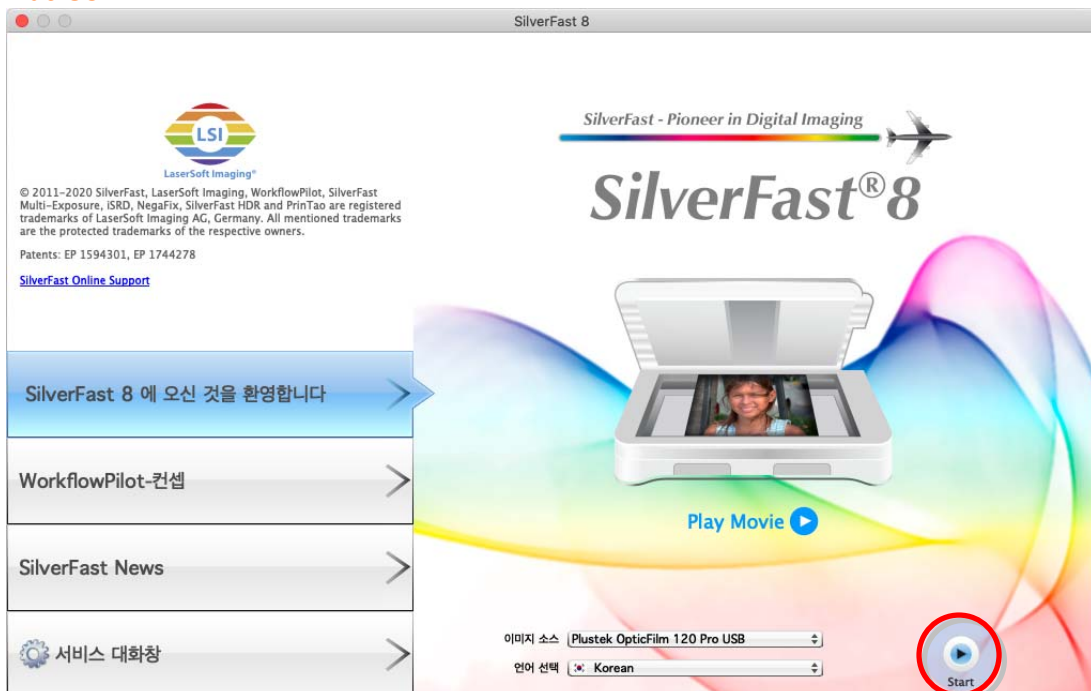 SilverFast 8
LSI
LaserSoft Imaging®
© 2011–2020 SilverFast, LaserSoft Imaging, WorkflowPilot, SilverFast
Multi-Exposure, iSRD, NegaFix, SilverFast HDR and PrinTao are registered
trademarks of LaserSoft Imaging AG, Germany. All mentioned trademarks
are the protected trademarks of the respective owners.
Patents: EP 1594301, EP 1744278
SilverFast Online Support
SilverFast 8 에 오신 것을 환영합니다
WorkflowPilot-컨셉
SilverFast News
서비스 대화창
SilverFast - Pioneer in Digital Imaging
SilverFast®8
Play Movie
이미지 소스 Plustek OpticFilm 120 Pro USB
언어 선택 Korean
Start